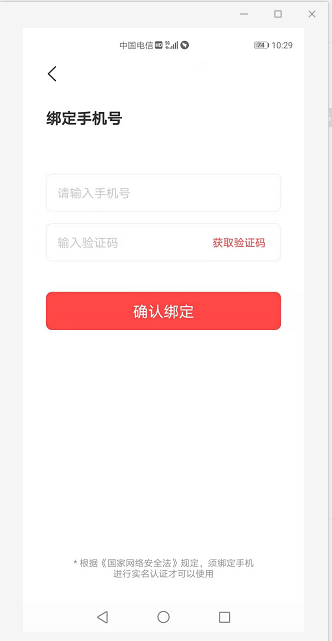 中国电信 HD 10:29
绑定手机号
请输入手机号
输入验证码 获取验证码
确认绑定
* 根据《国家网络安全法》规定，须绑定手机
进行实名认证才可以使用